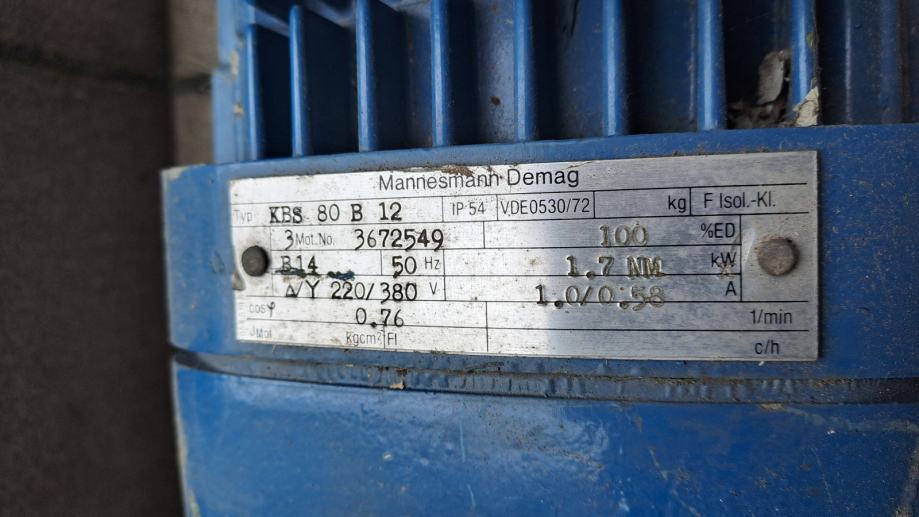 Mannesmann Demag
Typ KBS 80 B 12 IP 54 VDE0530/72 kg F Isol.-Kl.
3 Mot.No. 3672549 100 %ED
B14 50 Hz 1.7 NM kW
Δ/Y 220/380 V 1.0/0.58 A
cosφ 0.76 1/min
JMot kgcm² FI c/h